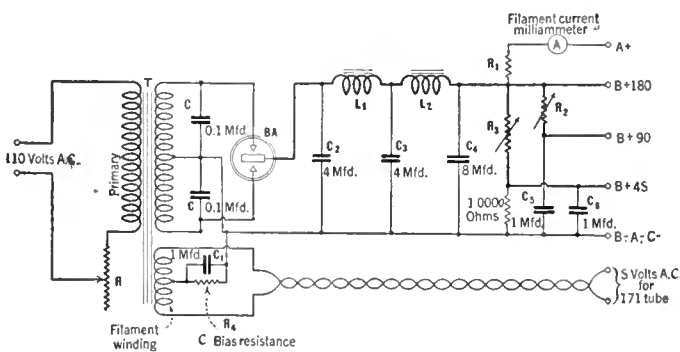 Filament current
milliammeter
A
A+
R1
B+180
T
C
0.1 Mfd.
BA
L1
L2
R3
R2
B+90
110 Volts A.C.
Primary
C2
4 Mfd.
C3
4 Mfd.
C4
8 Mfd.
B+45
C
0.1 Mfd.
10000
Ohms
C5
1 Mfd.
C6
1 Mfd.
B-A-C-
1 Mfd.
C1
R
R4
5 Volts A.C.
for
171 tube
Filament
winding
C Bias resistance